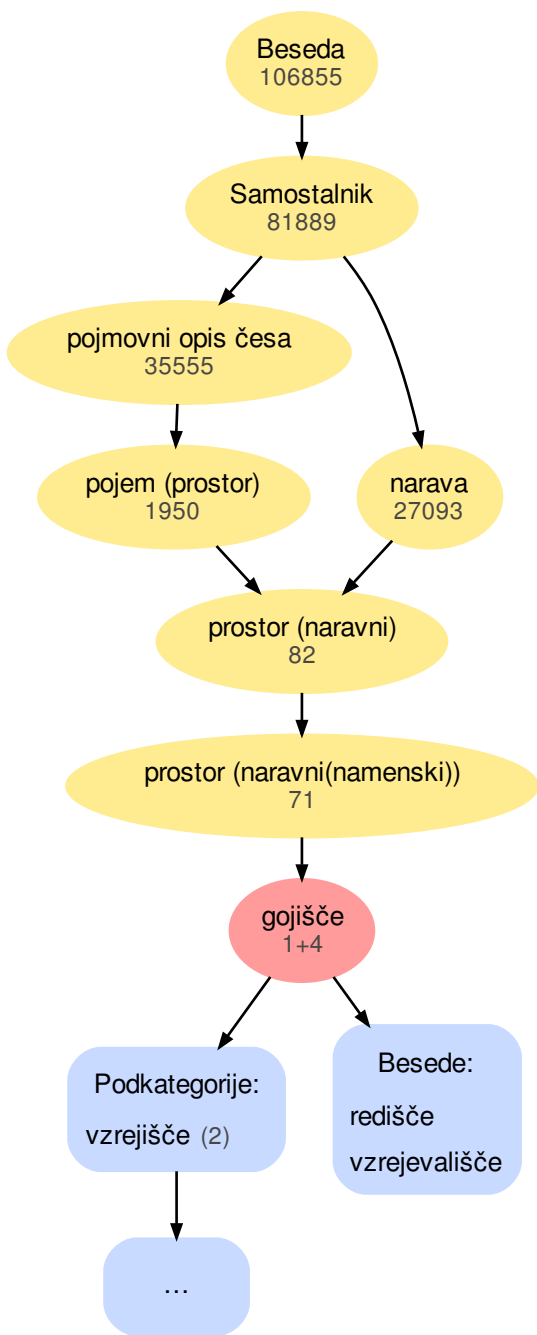 Beseda
106855
Samostalnik
81889
pojmovni opis česa
35555
pojem (prostor)
1950
narava
27093
prostor (naravni)
82
prostor (naravni(namenski))
71
gojišče
1+4
Podkategorije:
vzrejišče (2)
Besede:
redišče
vzrejevališče
...